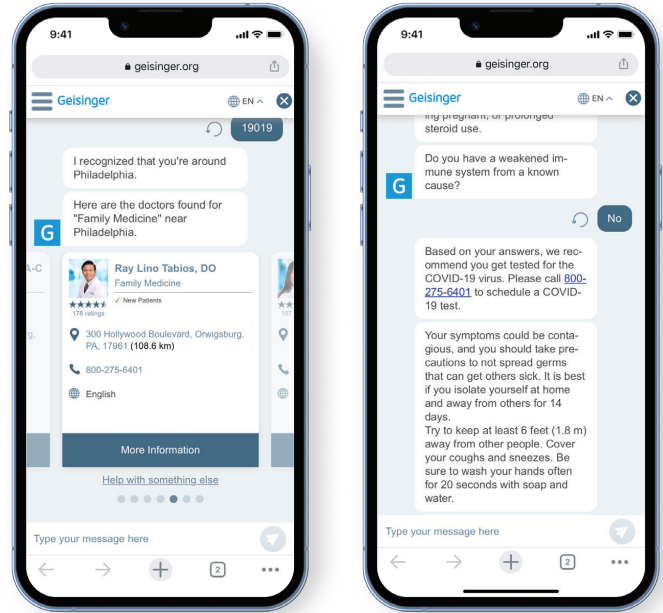 9:41
geisinger.org
Geisinger
EN
19019
I recognized that you're around
Philadelphia.
Here are the doctors found for
"Family Medicine" near
Philadelphia.
G
A-C
Ray Lino Tabios, DO
Family Medicine
✓ New Patients
178 ratings
157
rg,
300 Hollywood Boulevard, Orwigsburg,
PA, 17961 (108.6 km)
800-275-6401
English
More Information
Help with something else
Type your message here
2
9:41
geisinger.org
Geisinger
EN
ing pregnant, or prolonged
steroid use.
Do you have a weakened im-
mune system from a known
cause?
G
No
Based on your answers, we rec-
ommend you get tested for the
COVID-19 virus. Please call 800-
275-6401 to schedule a COVID-
19 test.
Your symptoms could be conta-
gious, and you should take pre-
cautions to not spread germs
that can get others sick. It is best
if you isolate yourself at home
and away from others for 14
days.
Try to keep at least 6 feet (1.8 m)
away from other people. Cover
your coughs and sneezes. Be
sure to wash your hands often
for 20 seconds with soap and
water.
Type your message here
2